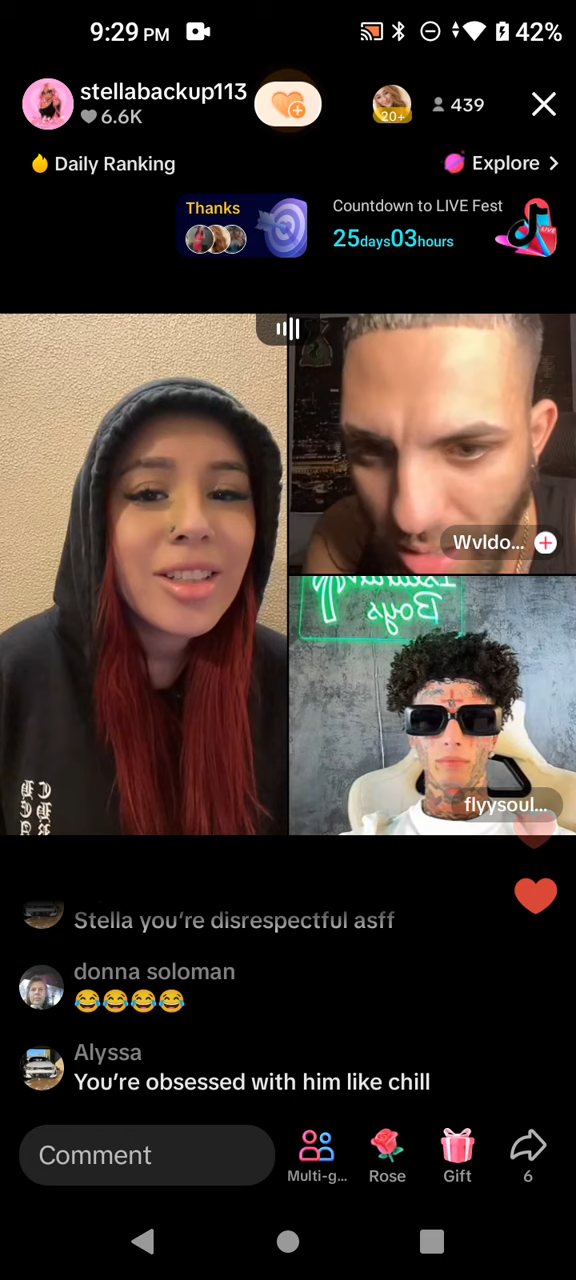 9:29 PM
42%
stellabackup113
6.6K
20+
439
Daily Ranking
Explore >
Thanks
Countdown to LIVE Fest
25days03hours
LIVE
Wvldo...
Boys
flyysoul...
Stella you're disrespectful asff
donna soloman
😂😂😂😂
Alyssa
You're obsessed with him like chill
Comment
Multi-g...
Rose
Gift
6